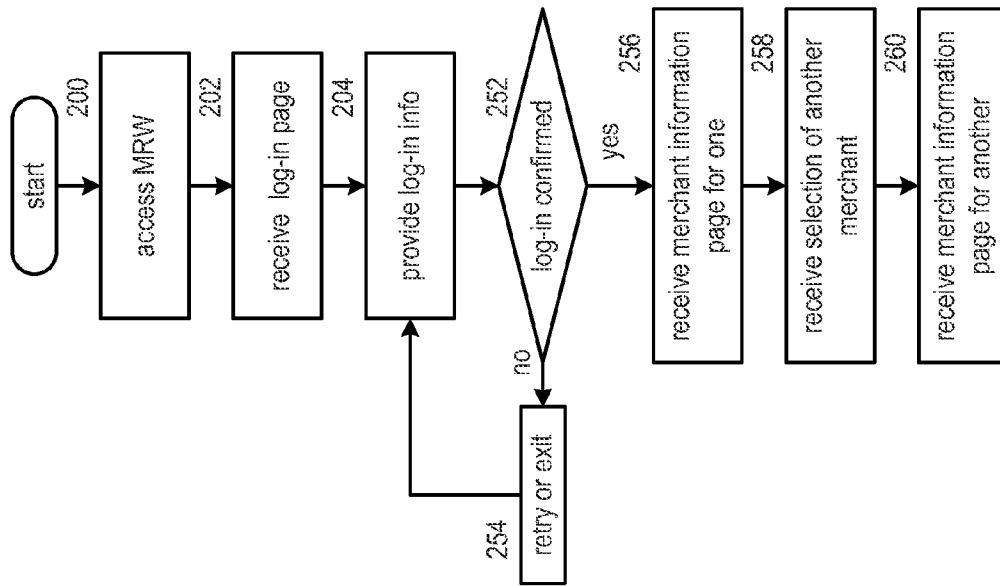 start
200
access MRW
202
receive log-in page
204
provide log-in info
252
log-in confirmed
no
yes
254
retry or exit
256
receive merchant information
page for one
258
receive selection of another
merchant
260
receive merchant information
page for another